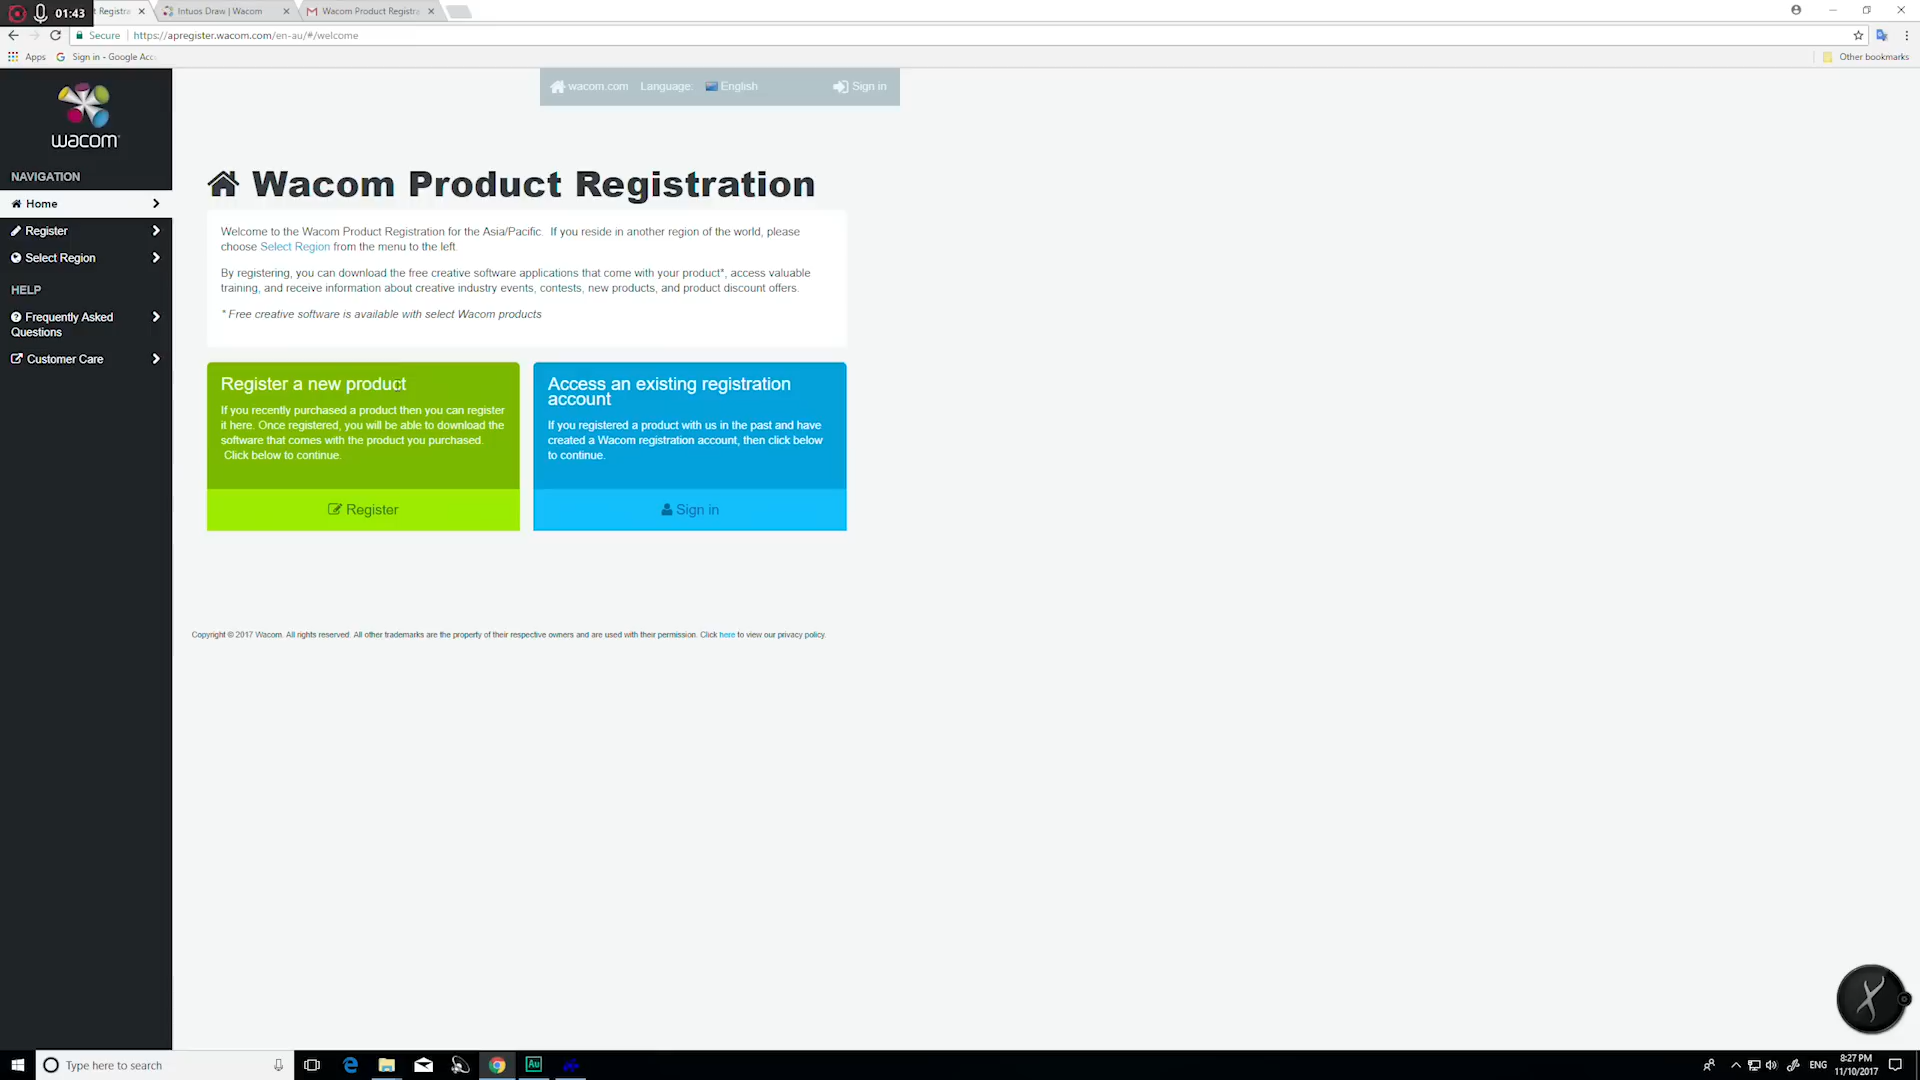 01:43
t Registra
Intuos Draw | Wacom
Wacom Product Registra
Secure
https://apregister.wacom.com/en-au/#/welcome
Apps
Sign in - Google Acc
Other bookmarks
wacom
wacom.com
Language:
English
Sign in
NAVIGATION
Home
Register
Select Region
HELP
Frequently Asked
Questions
Customer Care
Wacom Product Registration
Welcome to the Wacom Product Registration for the Asia/Pacific. If you reside in another region of the world, please
choose Select Region from the menu to the left.
By registering, you can download the free creative software applications that come with your product*, access valuable
training, and receive information about creative industry events, contests, new products, and product discount offers.
* Free creative software is available with select Wacom products
Register a new product
If you recently purchased a product then you can register
it here. Once registered, you will be able to download the
software that comes with the product you purchased.
Click below to continue.
Register
Access an existing registration
account
If you registered a product with us in the past and have
created a Wacom registration account, then click below
to continue.
Sign in
Copyright © 2017 Wacom. All rights reserved. All other trademarks are the property of their respective owners and are used with their permission. Click here to view our privacy policy.
Type here to search
Au
ENG
8:27 PM
11/10/2017